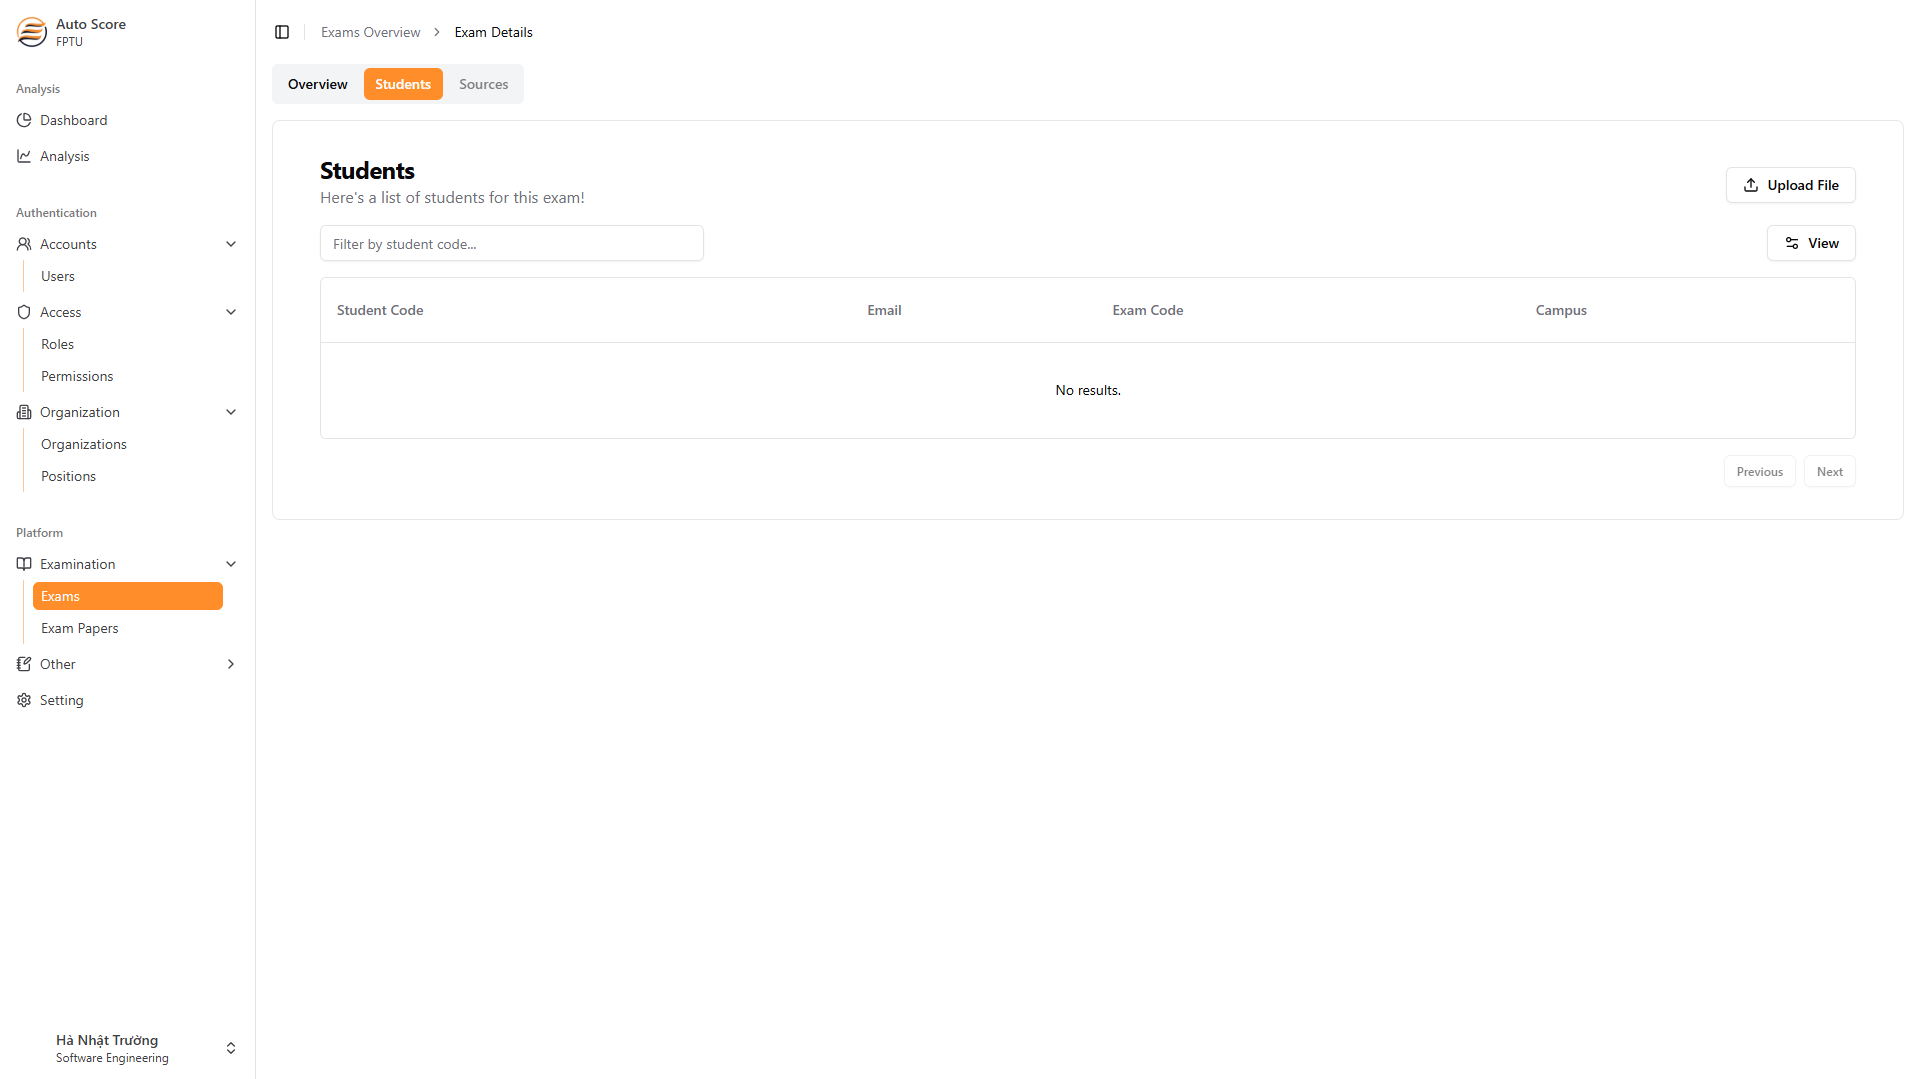 Auto Score
FPTU
Analysis
Dashboard
Analysis
Authentication
Accounts
Users
Access
Roles
Permissions
Organization
Organizations
Positions
Platform
Examination
Exams
Exam Papers
Other
Setting
Hà Nhật Trường
Software Engineering
Exams Overview
Exam Details
Overview Students Sources
Students
Here's a list of students for this exam!
Upload File
Filter by student code...
View
Student Code Email Exam Code Campus
No results.
Previous Next